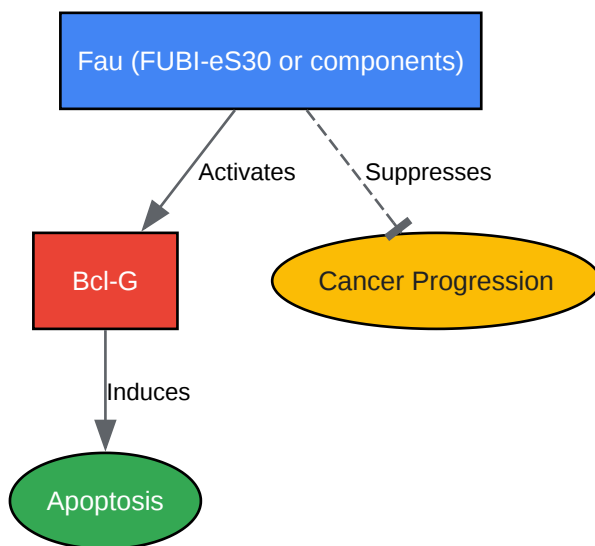 Fau (FUBI-eS30 or components)
Activates
Suppresses
Bcl-G
Cancer Progression
Induces
Apoptosis